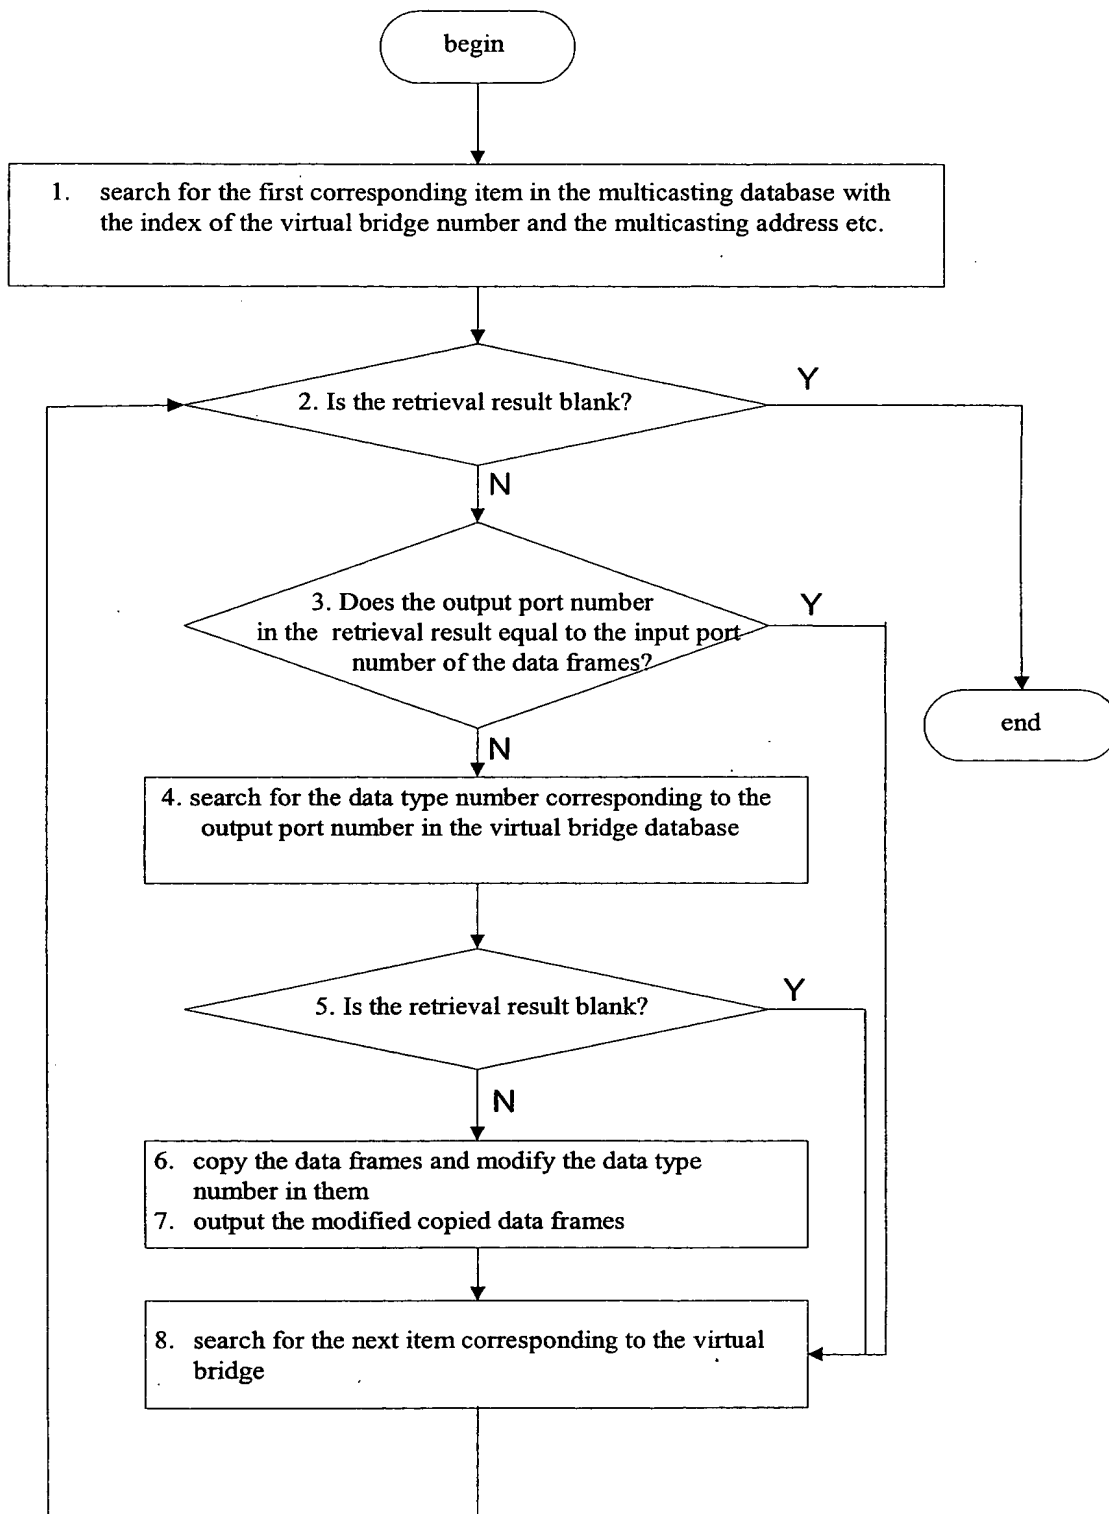 begin
1. search for the first corresponding item in the multicasting database with
the index of the virtual bridge number and the multicasting address etc.
2. Is the retrieval result blank?
Y
N
3. Does the output port number
in the retrieval result equal to the input port
number of the data frames?
Y
end
N
4. search for the data type number corresponding to the
output port number in the virtual bridge database
5. Is the retrieval result blank?
Y
N
6. copy the data frames and modify the data type
number in them
7. output the modified copied data frames
8. search for the next item corresponding to the virtual
bridge